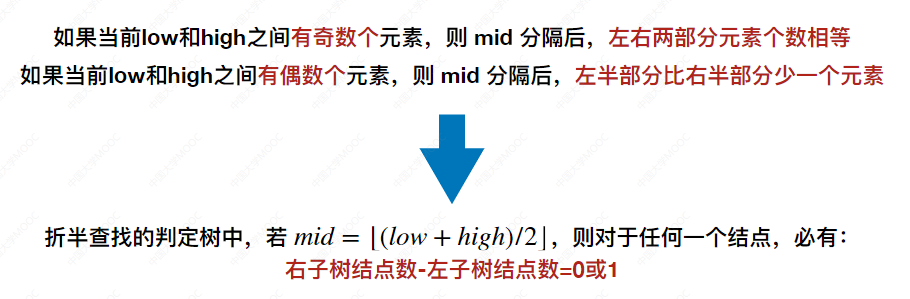 如果当前low和high之间有奇数个元素，则 mid 分隔后，左右两部分元素个数相等
如果当前low和high之间有偶数个元素，则 mid 分隔后，左半部分比右半部分少一个元素
折半查找的判定树中，若 mid = ⌊(low + high)/2⌋，则对于任何一个结点，必有：
右子树结点数-左子树结点数=0或1